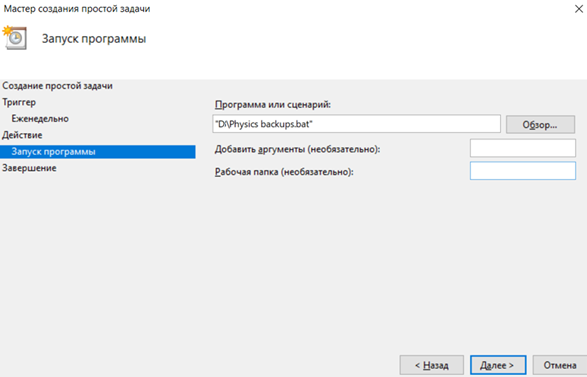 Мастер создания простой задачи
Запуск программы
Создание простой задачи
Триггер
Еженедельно
Действие
Запуск программы
Завершение
Программа или сценарий:
"D\Physics backups.bat"
Обзор...
Добавить аргументы (необязательно):
Рабочая папка (необязательно):
< Назад
Далее >
Отмена